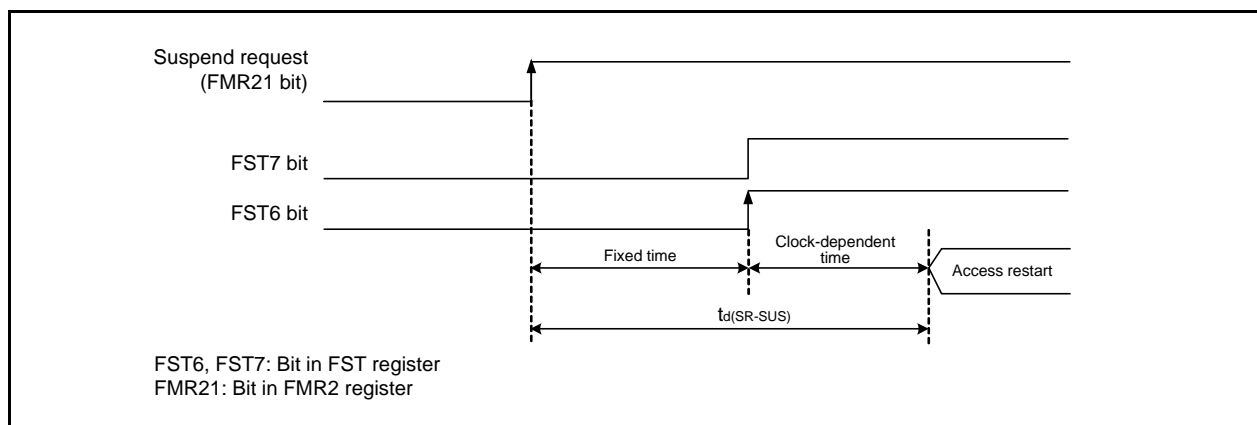 Suspend request
(FMR21 bit)
FST7 bit
FST6 bit
Fixed time
Clock-dependent
time
Access restart
td(SR-SUS)
FST6, FST7: Bit in FST register
FMR21: Bit in FMR2 register